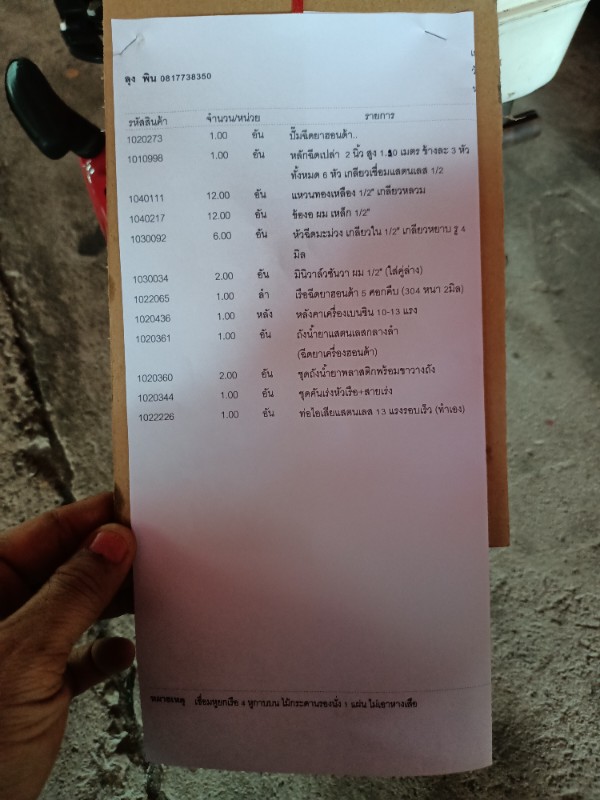 ลุง พิน 0817738350
รหัสสินค้า จำนวน/หน่วย รายการ
1020273 1.00 อัน ปั๊มฉีดยาฮอนด้า..
1010998 1.00 อัน หลักฉีดเปล่า 2 นิ้ว สูง 1.50 เมตร ข้างละ 3 หัว
ทั้งหมด 6 หัว เกลียวเชื่อมแสตนเลส 1/2
1040111 12.00 อัน แหวนทองเหลือง 1/2" เกลียวหลวม
1040217 12.00 อัน ข้องอ ผม เหล็ก 1/2"
1030092 6.00 อัน หัวฉีดมะม่วง เกลียวใน 1/2" เกลียวหยาบ รู 4
มิล
1030034 2.00 อัน มินิวาล์วซันวา ผม 1/2" (ใส่คู่ล่าง)
1022065 1.00 ลำ เรือฉีดยาฮอนด้า 5 ศอกคืบ (304 หนา 2มิล)
1020436 1.00 หลัง หลังคาเครื่องเบนซิน 10-13 แรง
1020361 1.00 อัน ถังน้ำยาแสตนเลสกลางลำ
(ฉีดยาเครื่องฮอนด้า)
1020360 2.00 อัน ชุดถังน้ำยาพลาสติกพร้อมขาวางถัง
1020344 1.00 อัน ชุดคันเร่งหัวเรือ+สายเร่ง
1022226 1.00 อัน ท่อไอเสียแสตนเลส 13 แรงรอบเร็ว (ทำเอง)
หมายเหตุ เชื่อมหูยกเรือ 4 หูกาบบน ไม้กระดานรองนั่ง 1 แผ่น ไม่เอาหางเสือ